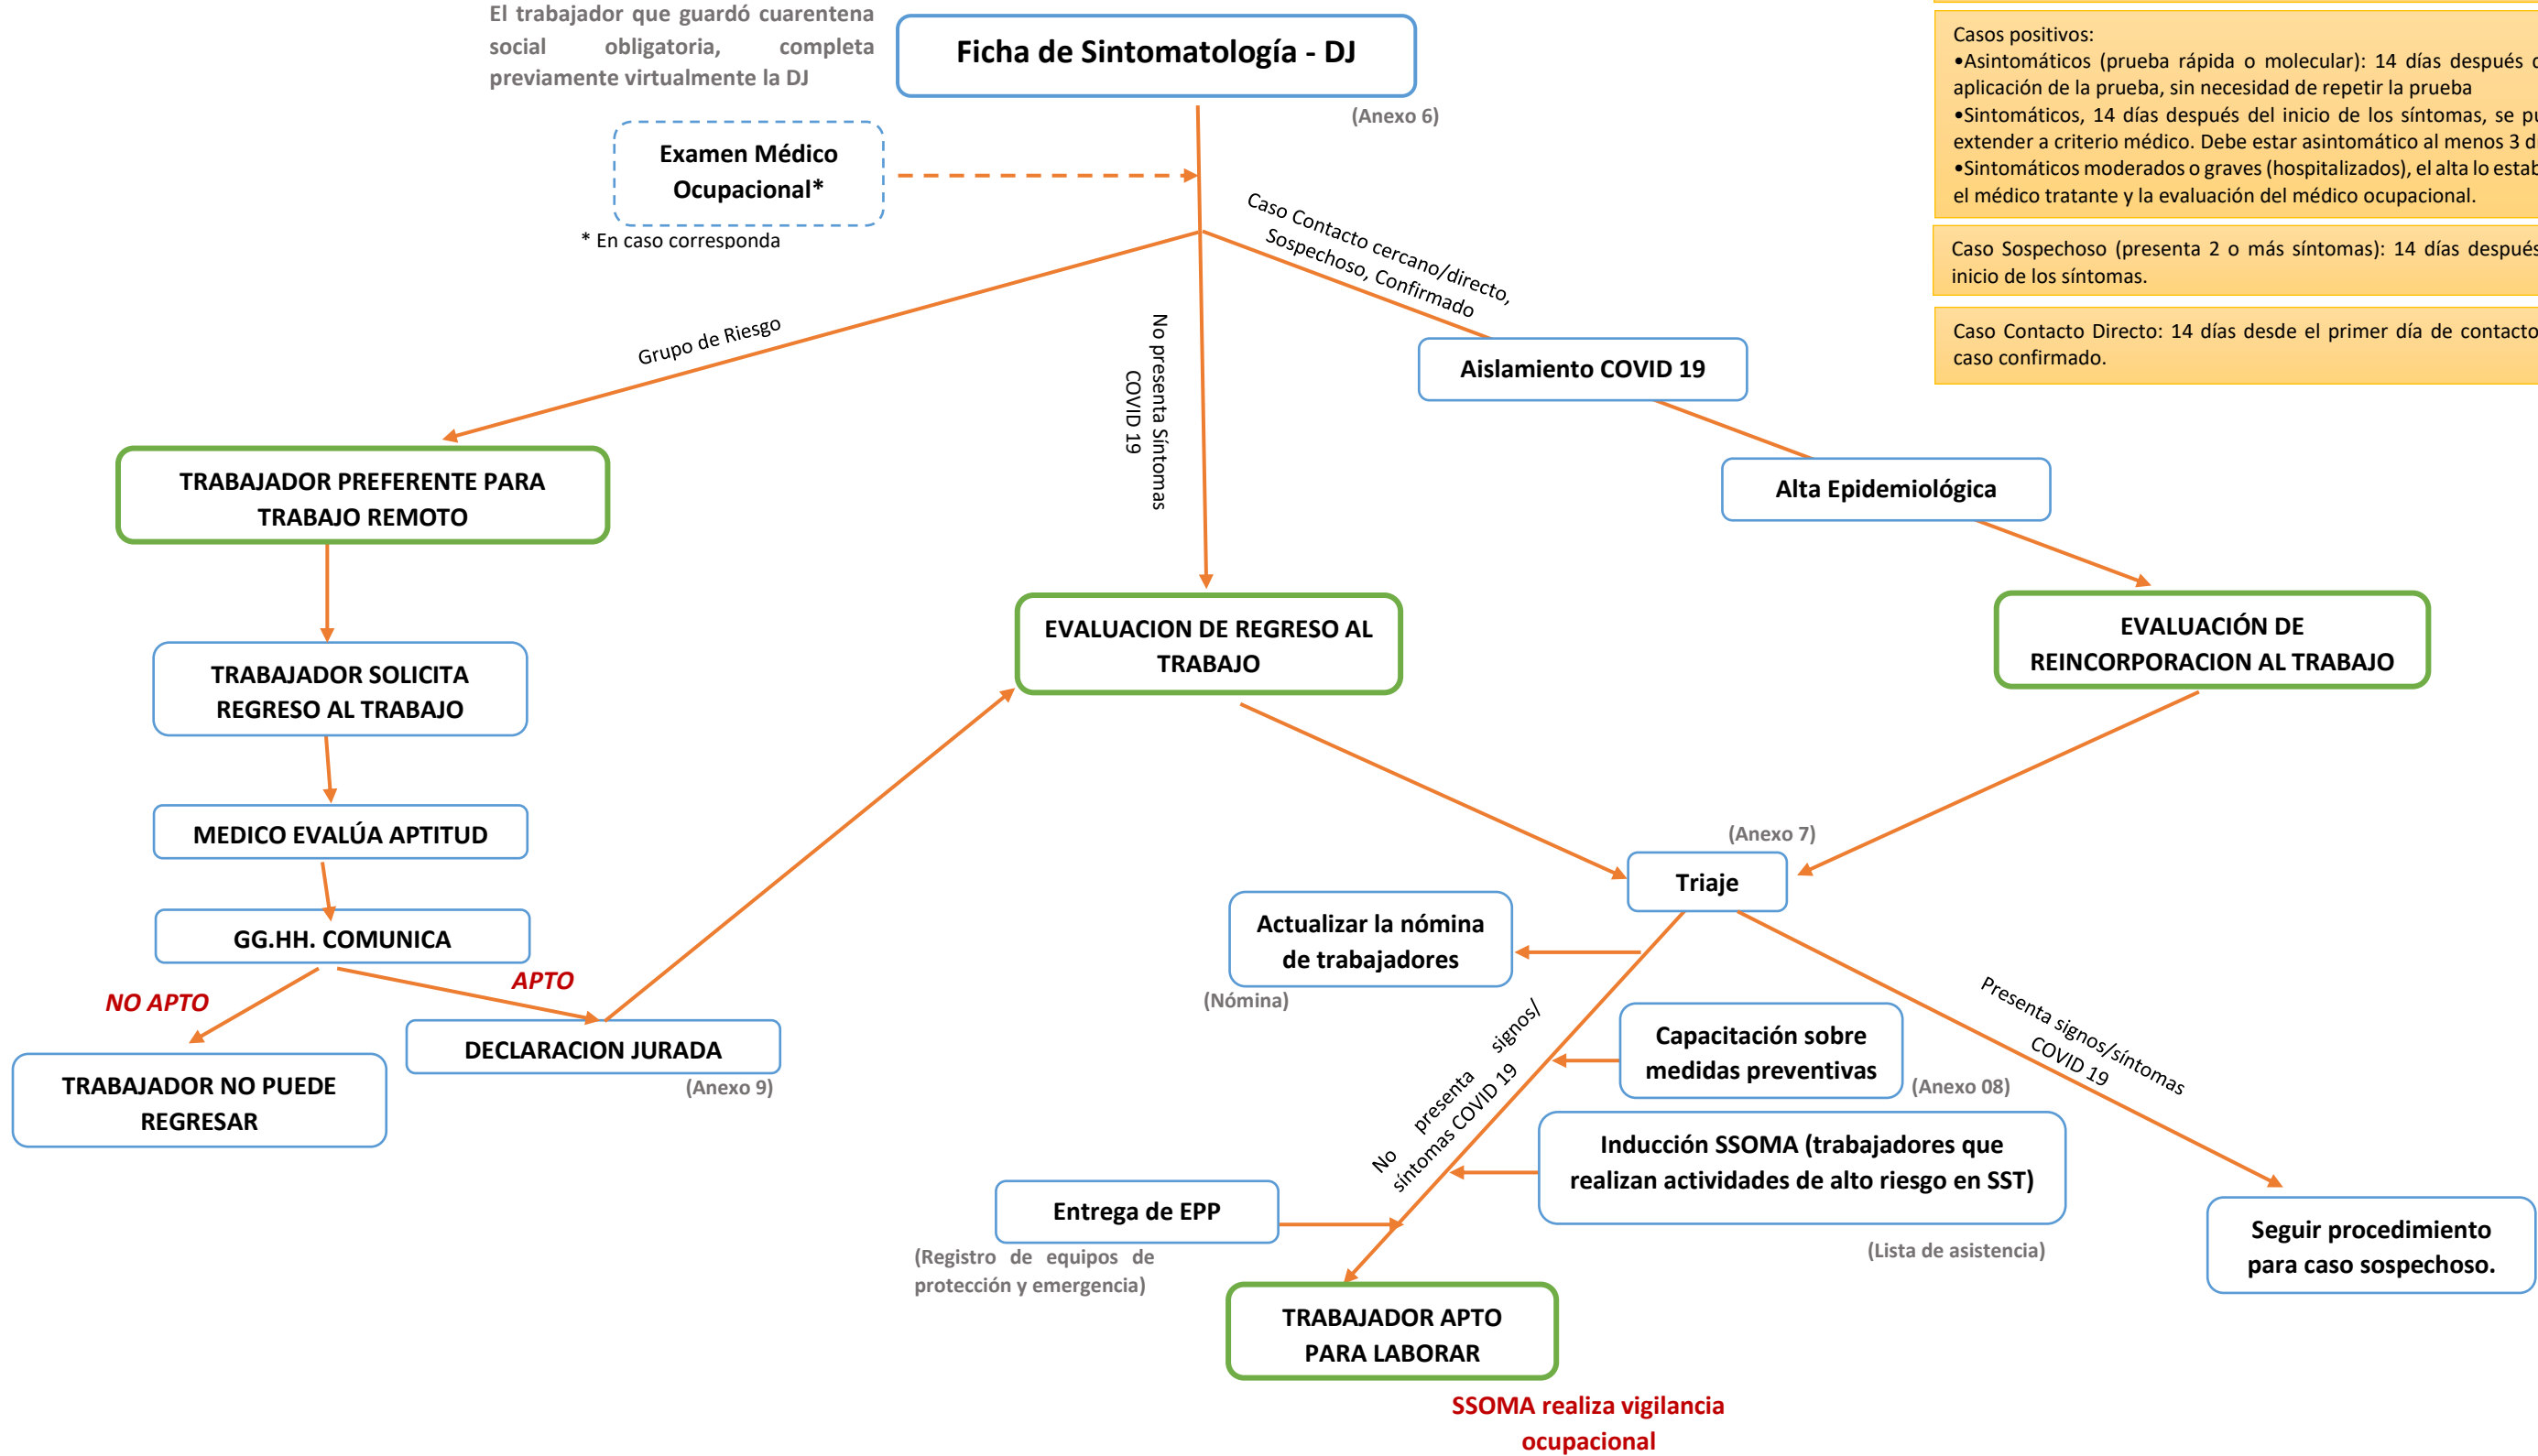 El trabajador que guardó cuarentena
social obligatoria, completa
previamente virtualmente la DJ
Ficha de Sintomatología - DJ
(Anexo 6)
Examen Médico
Ocupacional*
* En caso corresponda
Casos positivos:
•Asintomáticos (prueba rápida o molecular): 14 días después
aplicación de la prueba, sin necesidad de repetir la prueba
•Sintomáticos, 14 días después del inicio de los síntomas, se
extender a criterio médico. Debe estar asintomático al menos 3
•Sintomáticos moderados o graves (hospitalizados), el alta lo
el médico tratante y la evaluación del médico ocupacional.
Caso Sospechoso (presenta 2 o más síntomas): 14 días después
inicio de los síntomas.
Caso Contacto Directo: 14 días desde el primer día de contacto
caso confirmado.
Caso Contacto cercano/directo,
Sospechoso, Confirmado
Grupo de Riesgo
No presenta Síntomas
COVID 19
Aislamiento COVID 19
Alta Epidemiológica
TRABAJADOR PREFERENTE PARA
TRABAJO REMOTO
EVALUACION DE REGRESO AL
TRABAJO
EVALUACIÓN DE
REINCORPORACION AL TRABAJO
TRABAJADOR SOLICITA
REGRESO AL TRABAJO
MEDICO EVALÚA APTITUD
GG.HH. COMUNICA
NO APTO
APTO
TRABAJADOR NO PUEDE
REGRESAR
DECLARACION JURADA
(Anexo 9)
(Anexo 7)
Triaje
Actualizar la nómina
de trabajadores
(Nómina)
No presenta signos/
síntomas COVID 19
Presenta signos/síntomas
COVID 19
Capacitación sobre
medidas preventivas
(Anexo 08)
Inducción SSOMA (trabajadores que
realizan actividades de alto riesgo en SST)
(Lista de asistencia)
Entrega de EPP
(Registro de equipos de
protección y emergencia)
Seguir procedimiento
para caso sospechoso.
TRABAJADOR APTO
PARA LABORAR
SSOMA realiza vigilancia
ocupacional